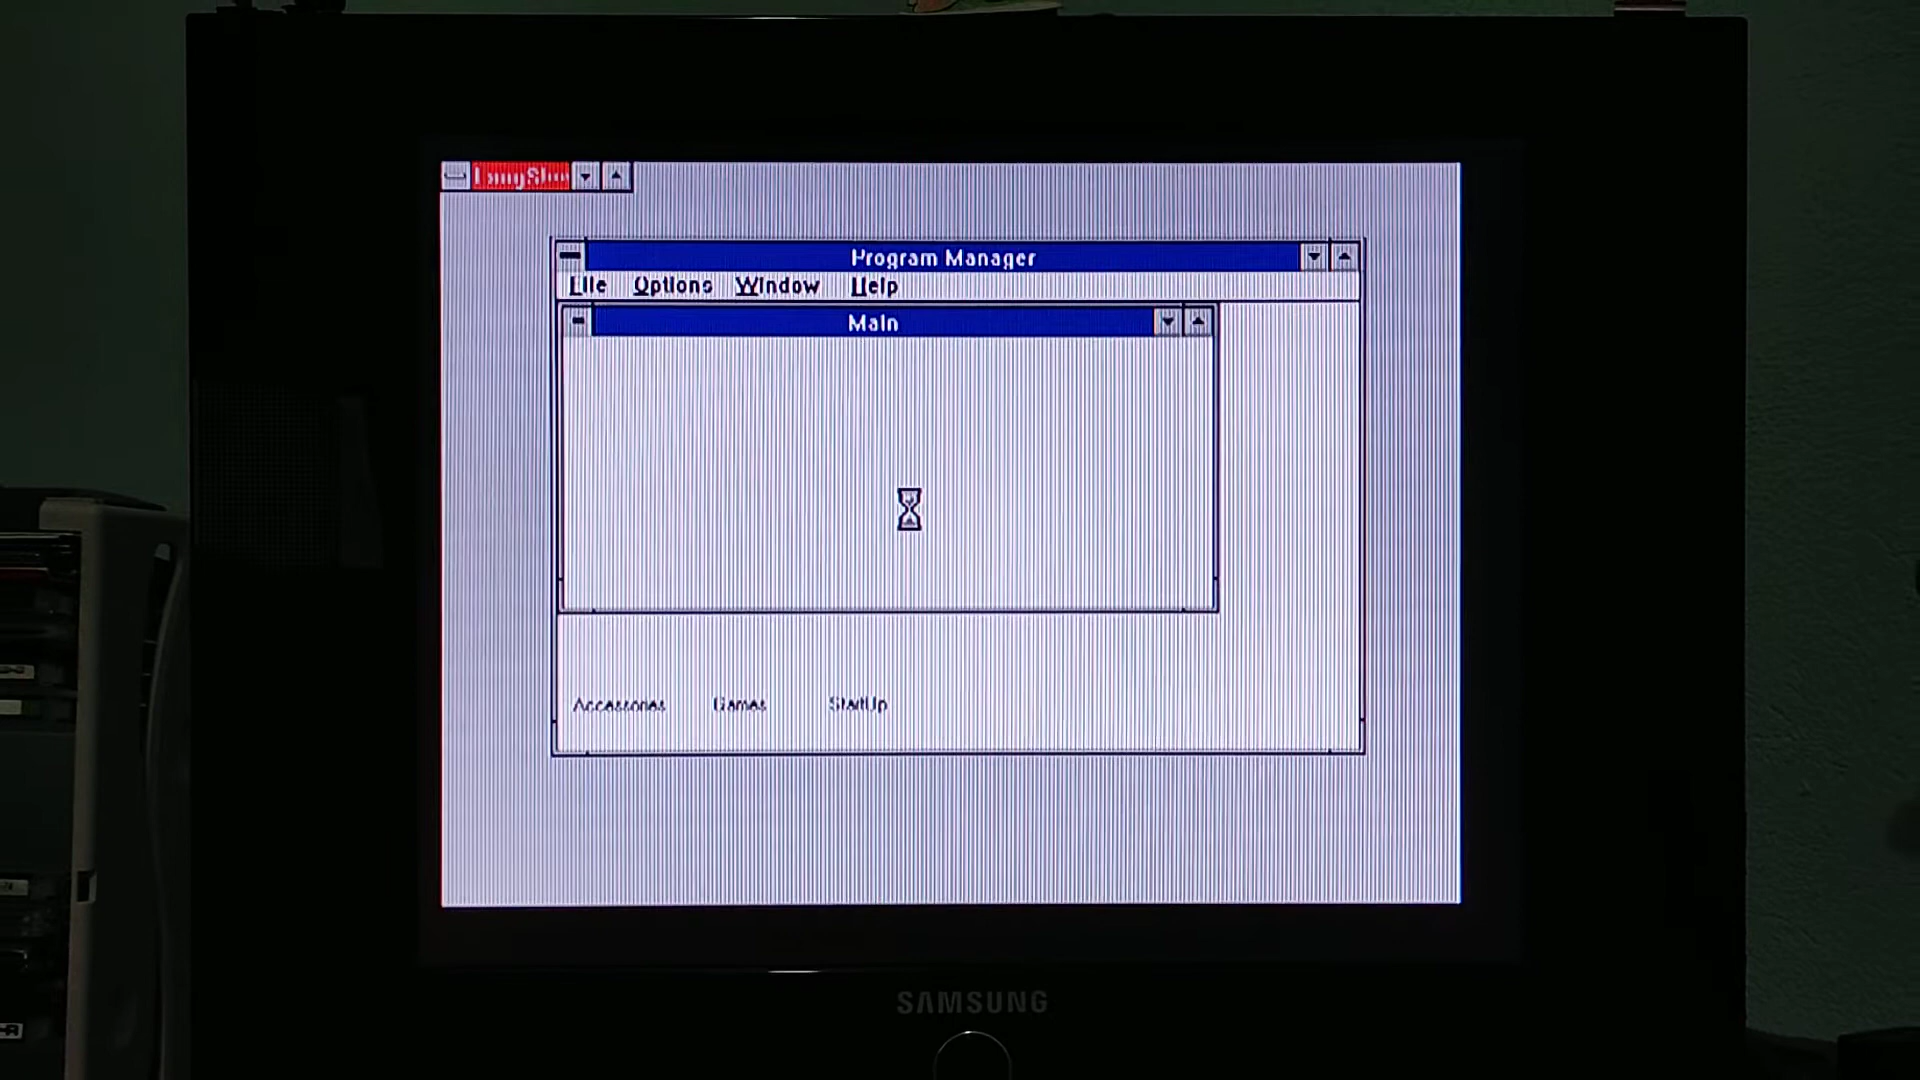 Program Manager
File Options Window Help
Main
Accessories Games StartUp
SAMSUNG